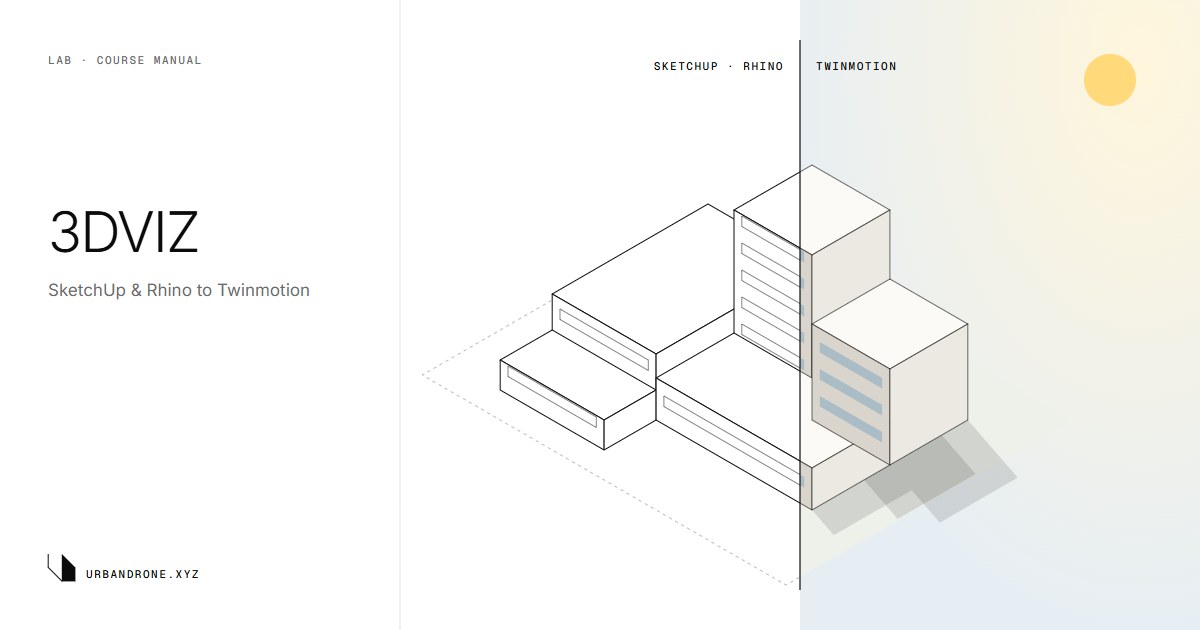 LAB · COURSE MANUAL
SKETCHUP · RHINO
TWINMOTION
3DVIZ
SketchUp & Rhino to Twinmotion
URBANDRONE.XYZ